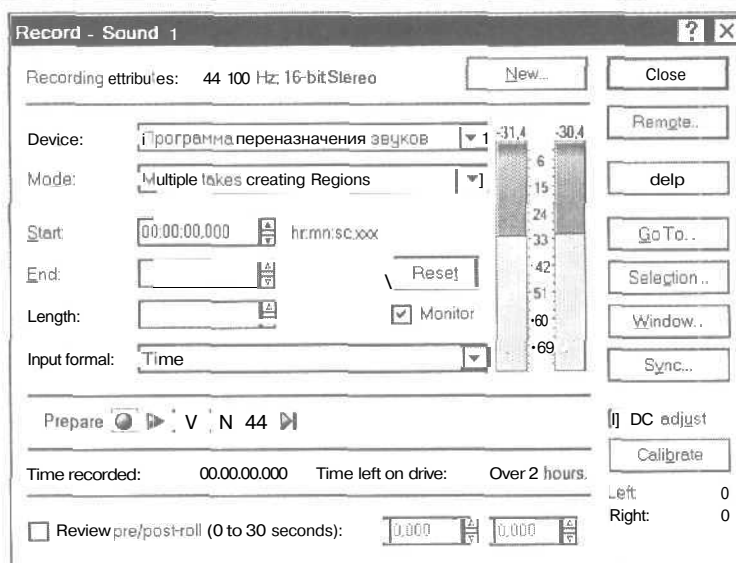 Record - Sound 1
Recording ettributes: 44 100 Hz; 16-bit Stereo
New...
Close
Device: Программа переназначения звуков
-31,4 -30,4
Remote..
Mode: Multiple takes creating Regions
delp
Start: 00:00:00,000 hr:mn:sc,xxx
Go To..
End:
Reset
Selection ..
Length:
Monitor
Window..
Input formal: Time
Sync...
6
15
24
33
42
51
60
69
Prepare V N 44
[I] DC adjust
Calibrate
Time recorded: 00.00.00.000 Time left on drive: Over 2 hours.
Left: 0
Right: 0
Review pre/post-roll (0 to 30 seconds): 0,000 0,000